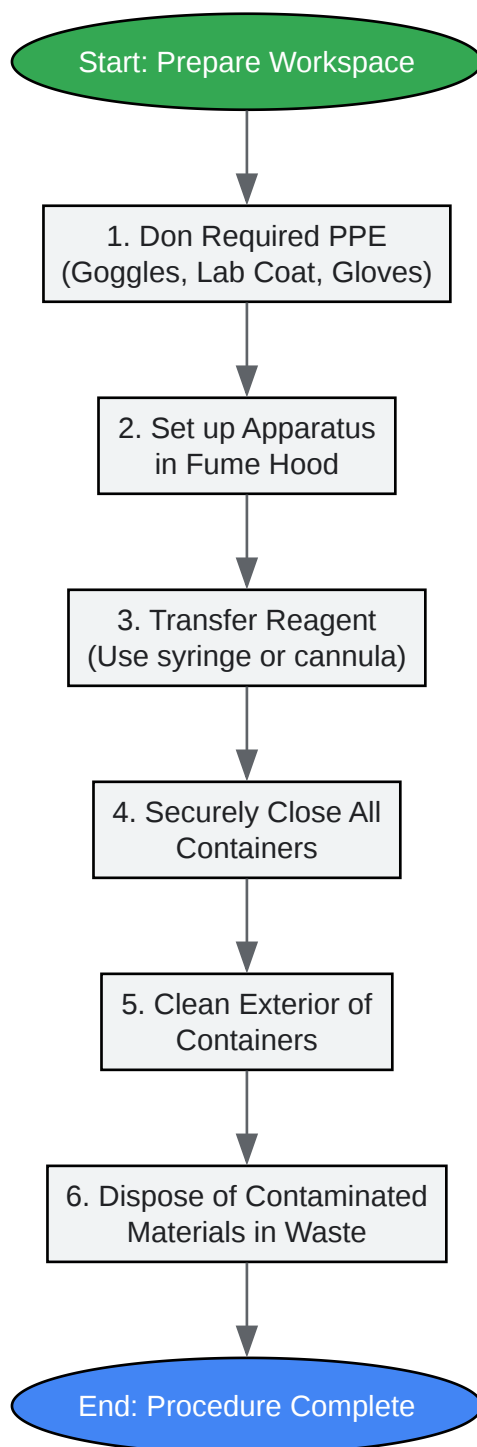 Start: Prepare Workspace
1. Don Required PPE
(Goggles, Lab Coat, Gloves)
2. Set up Apparatus
in Fume Hood
3. Transfer Reagent
(Use syringe or cannula)
4. Securely Close All
Containers
5. Clean Exterior of
Containers
6. Dispose of Contaminated
Materials in Waste
End: Procedure Complete